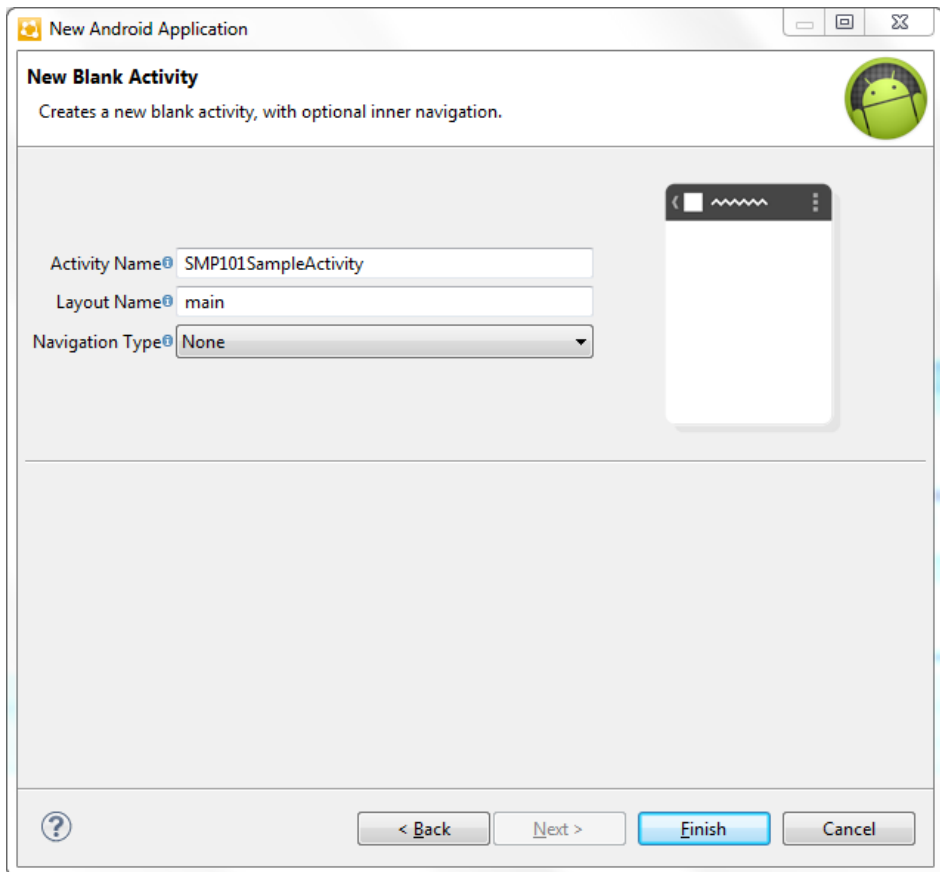 New Android Application
New Blank Activity
Creates a new blank activity, with optional inner navigation.
Activity Name SMP101SampleActivity
Layout Name main
Navigation Type None
< Back Next > Finish Cancel